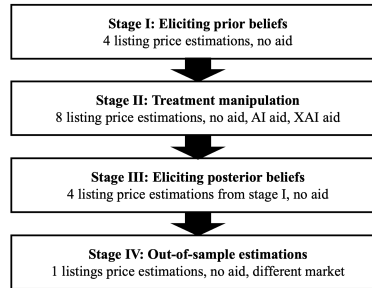 Stage I: Eliciting prior beliefs
4 listing price estimations, no aid
Stage II: Treatment manipulation
8 listing price estimations, no aid, AI aid, XAI aid
Stage III: Eliciting posterior beliefs
4 listing price estimations from stage I, no aid
Stage IV: Out-of-sample estimations
1 listings price estimations, no aid, different market